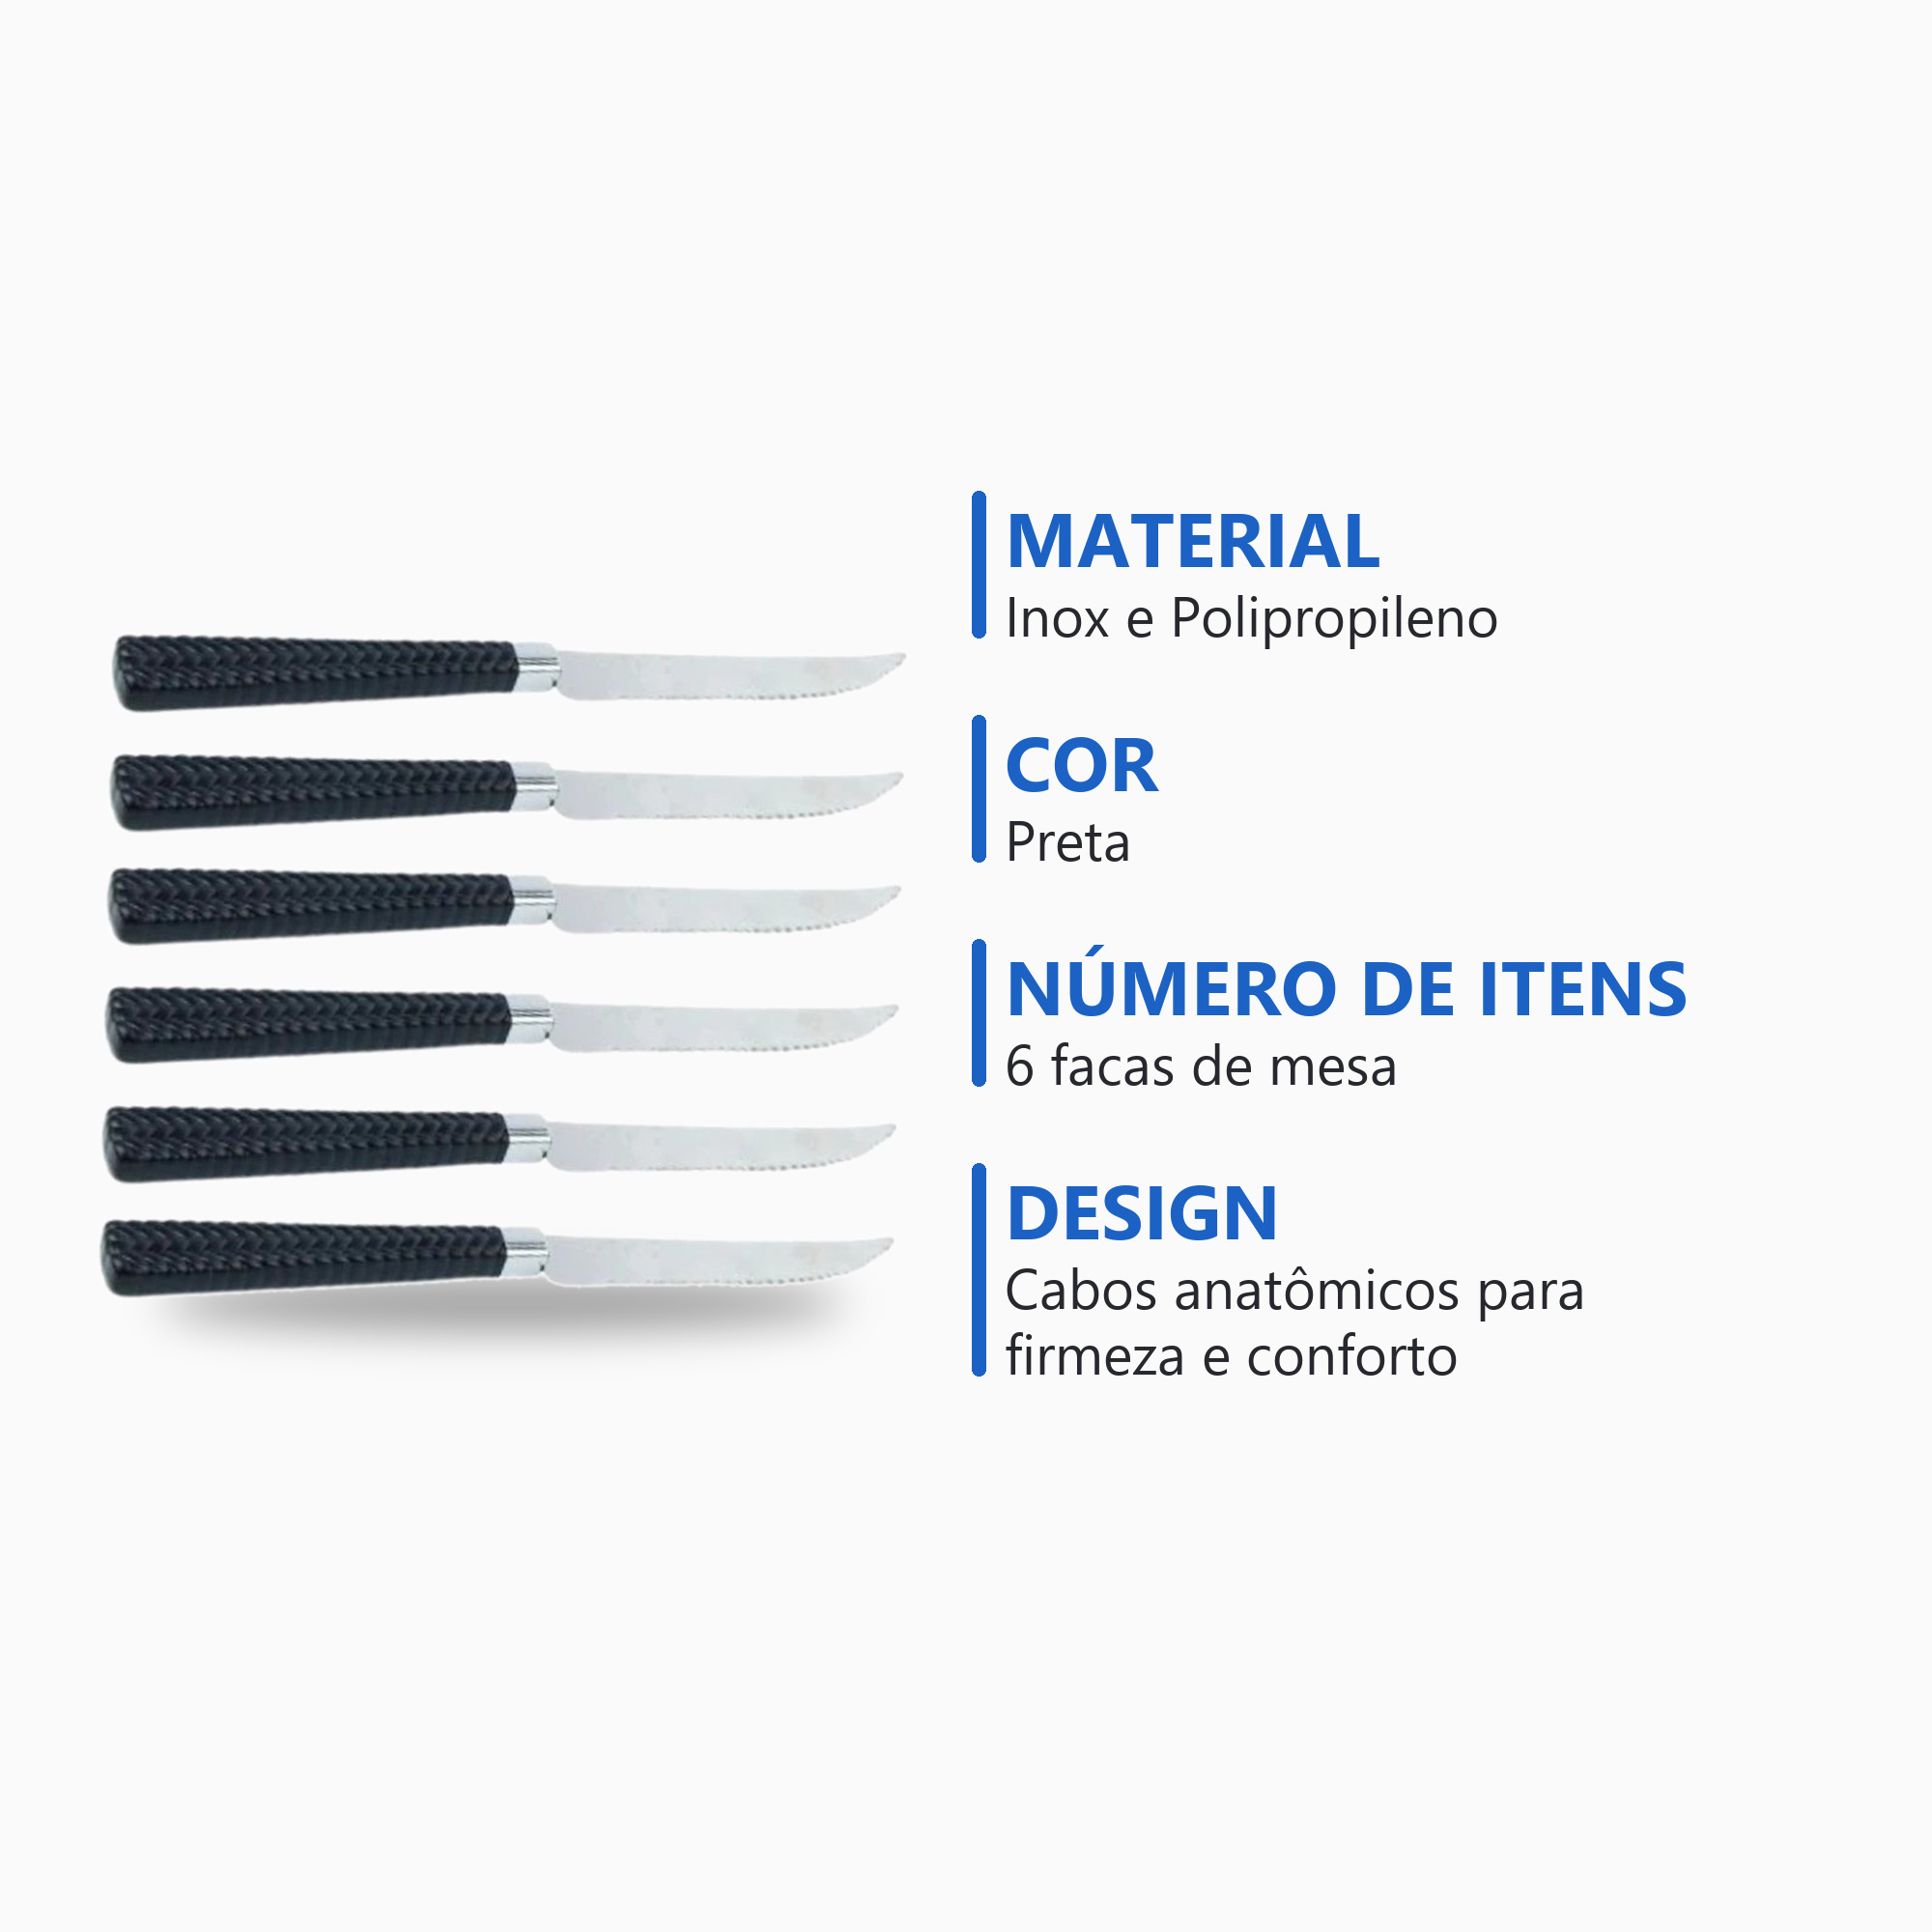 MATERIAL
Inox e Polipropileno
COR
Preta
NÚMERO DE ITENS
6 facas de mesa
DESIGN
Cabos anatômicos para
firmeza e conforto